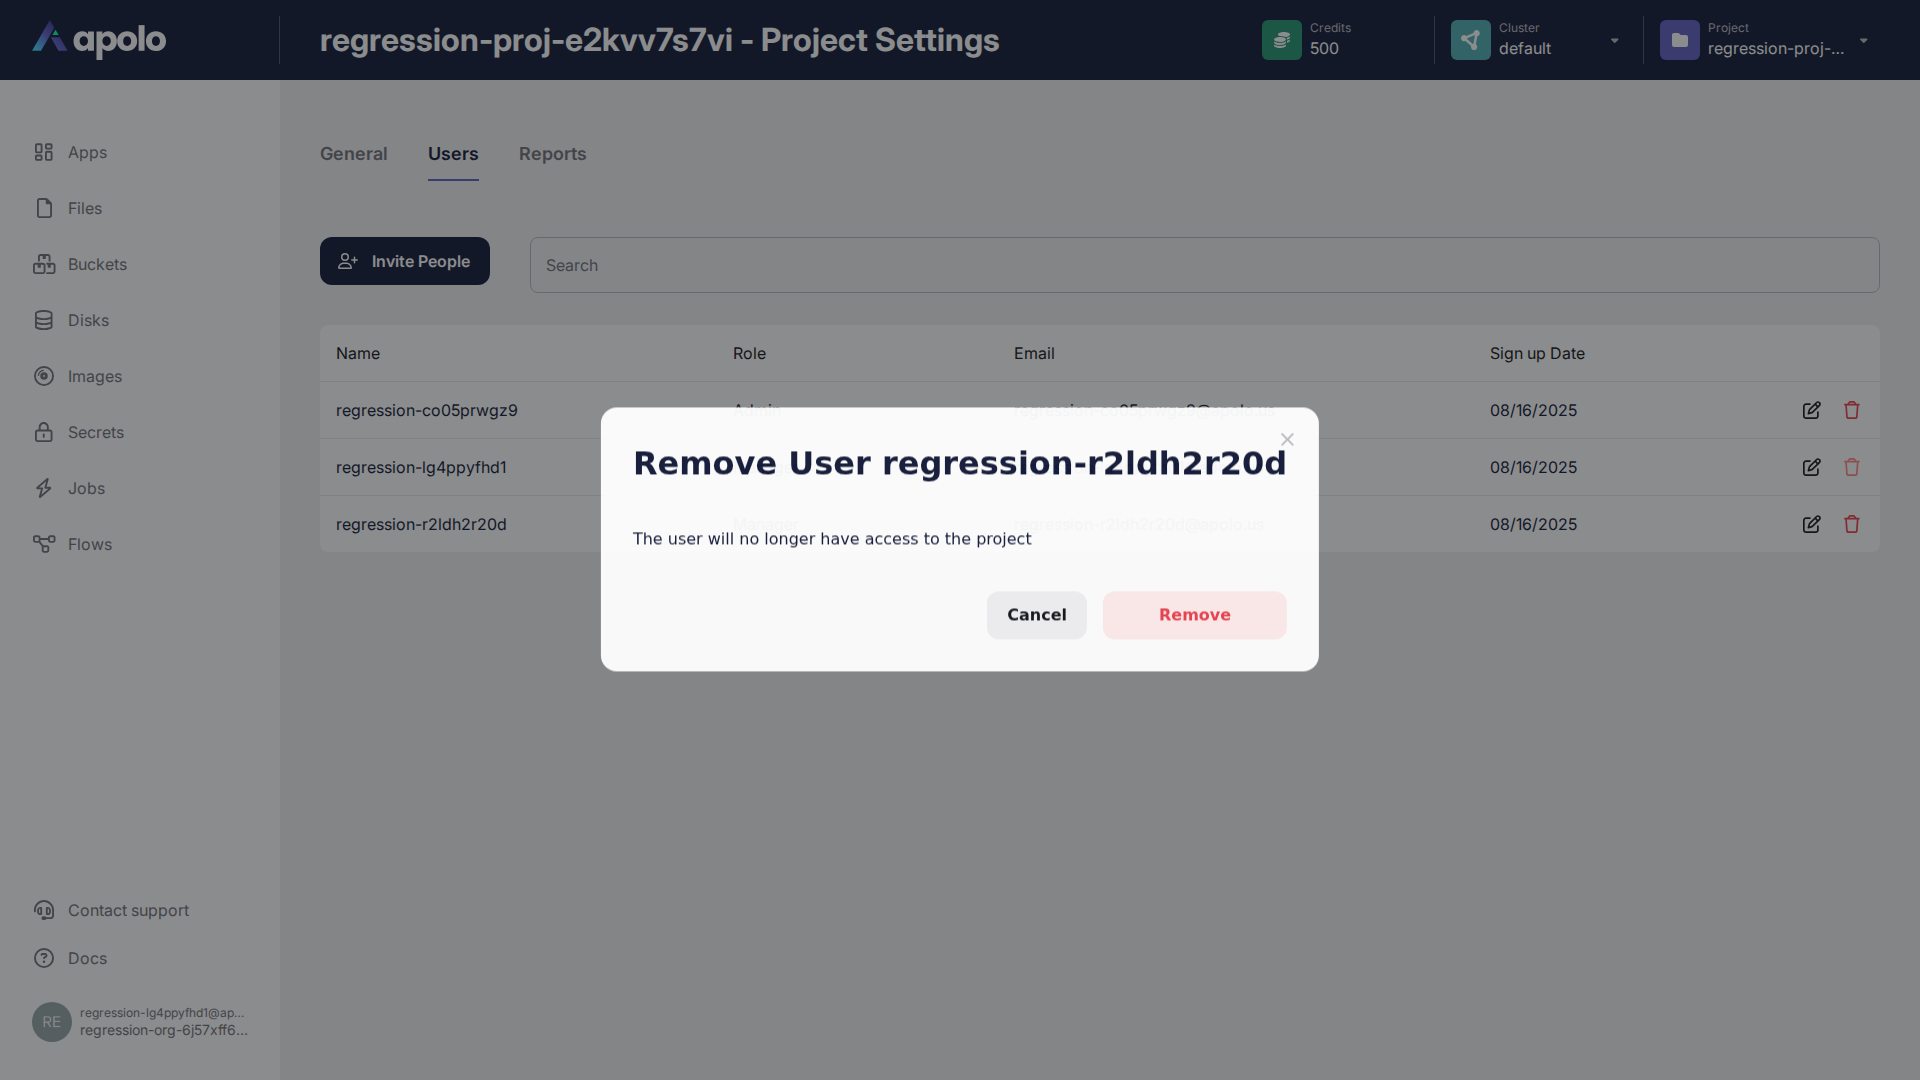 apolo
regression-proj-e2kvv7s7vi - Project Settings
Credits
500
Cluster
default
Project
regression-proj-...
Apps
Files
Buckets
Disks
Images
Secrets
Jobs
Flows
General Users Reports
Invite People
Search
Name Role Email Sign up Date
regression-co05prwgz9 Admin regression-co05prwgz9@apolo.us 08/16/2025
regression-lg4ppyfhd1 08/16/2025
regression-r2ldh2r20d Manager regression-r2ldh2r20d@apolo.us 08/16/2025
Remove User regression-r2ldh2r20d
The user will no longer have access to the project
Cancel Remove
Contact support
Docs
RE
regression-lg4ppyfhd1@ap...
regression-org-6j57xff6...